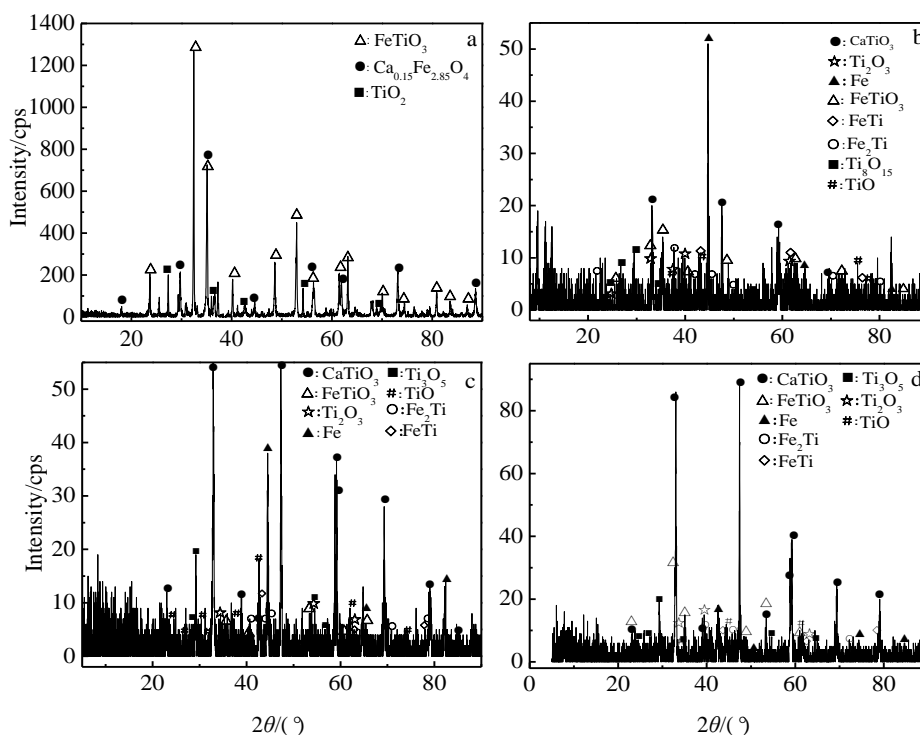 1400
1200
1000
800
600
400
200
0
Intensity/cps
a
△: FeTiO₃
●: Ca₀.₁₅Fe₂.₈₅O₄
■: TiO₂
20 40 60 80
50
40
30
20
10
0
b
●: CaTiO₃
☆: Ti₂O₃
▲: Fe
△: FeTiO₃
◇: FeTi
○: Fe₂Ti
■: Ti₈O₁₅
#: TiO
20 40 60 80
50
40
30
20
10
0
Intensity/cps
c
●: CaTiO₃ ■: Ti₃O₅
△: FeTiO₃ #: TiO
☆: Ti₂O₃ ○: Fe₂Ti
▲: Fe ◇: FeTi
20 40 60 80
2θ/(°)
80
60
40
20
0
d
●: CaTiO₃ ■: Ti₃O₅
△: FeTiO₃ ☆: Ti₂O₃
▲: Fe #: TiO
○: Fe₂Ti
◇: FeTi
0 20 40 60 80
2θ/(°)